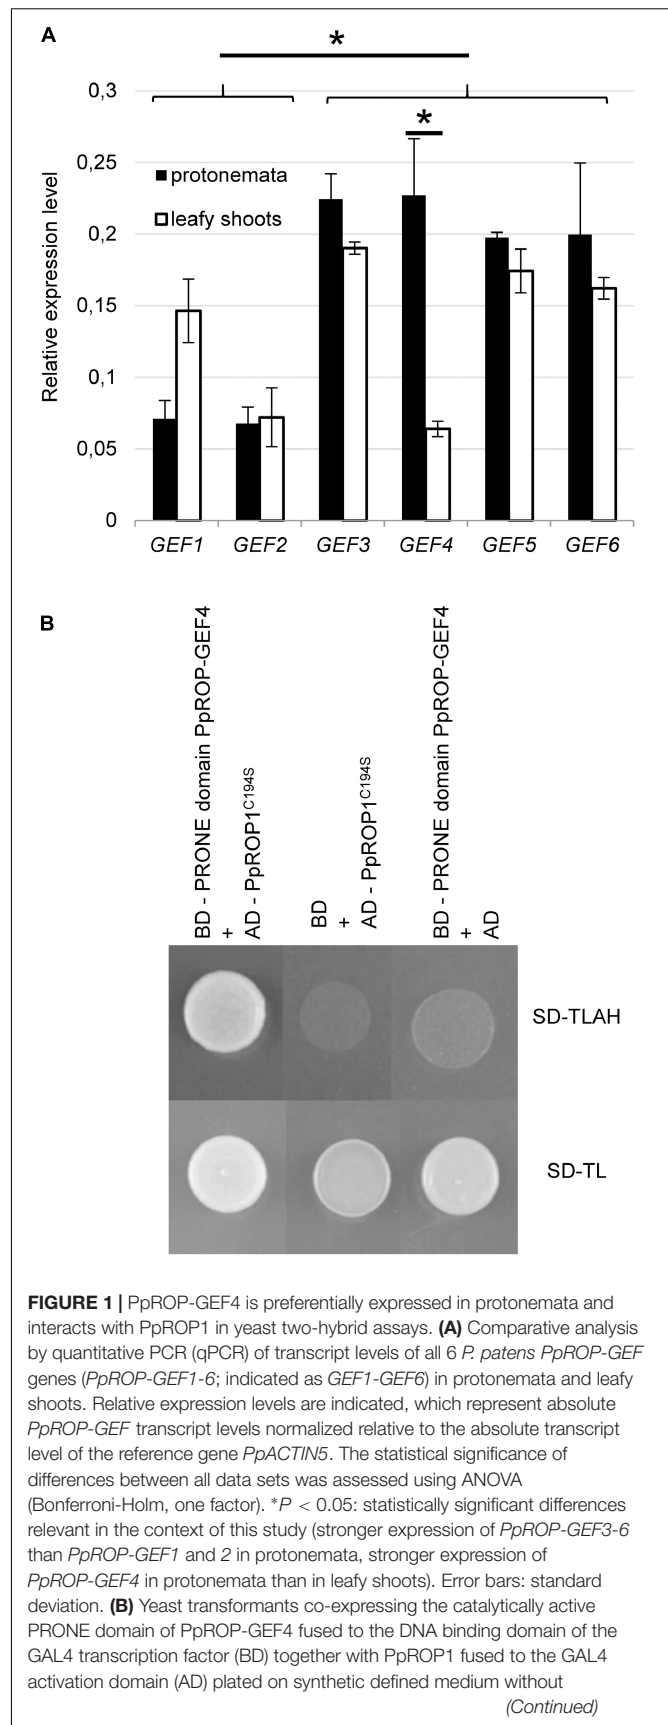 A
*
0,3
*
0,25
protonemata
leafy shoots
0,2
0,15
0,1
0,05
0
Relative expression level
GEF1 GEF2 GEF3 GEF4 GEF5 GEF6
B
BD - PRONE domain PpROP-GEF4
+
AD - PpROP1C194S
BD
+
AD - PpROP1C194S
BD - PRONE domain PpROP-GEF4
+
AD
SD-TLAH
SD-TL
FIGURE 1 | PpROP-GEF4 is preferentially expressed in protonemata and
interacts with PpROP1 in yeast two-hybrid assays. (A) Comparative analysis
by quantitative PCR (qPCR) of transcript levels of all 6 P. patens PpROP-GEF
genes (PpROP-GEF1-6; indicated as GEF1-GEF6) in protonemata and leafy
shoots. Relative expression levels are indicated, which represent absolute
PpROP-GEF transcript levels normalized relative to the absolute transcript
level of the reference gene PpACTIN5. The statistical significance of
differences between all data sets was assessed using ANOVA
(Bonferroni-Holm, one factor). *P < 0.05: statistically significant differences
relevant in the context of this study (stronger expression of PpROP-GEF3-6
than PpROP-GEF1 and 2 in protonemata, stronger expression of
PpROP-GEF4 in protonemata than in leafy shoots). Error bars: standard
deviation. (B) Yeast transformants co-expressing the catalytically active
PRONE domain of PpROP-GEF4 fused to the DNA binding domain of the
GAL4 transcription factor (BD) together with PpROP1 fused to the GAL4
activation domain (AD) plated on synthetic defined medium without
(Continued)